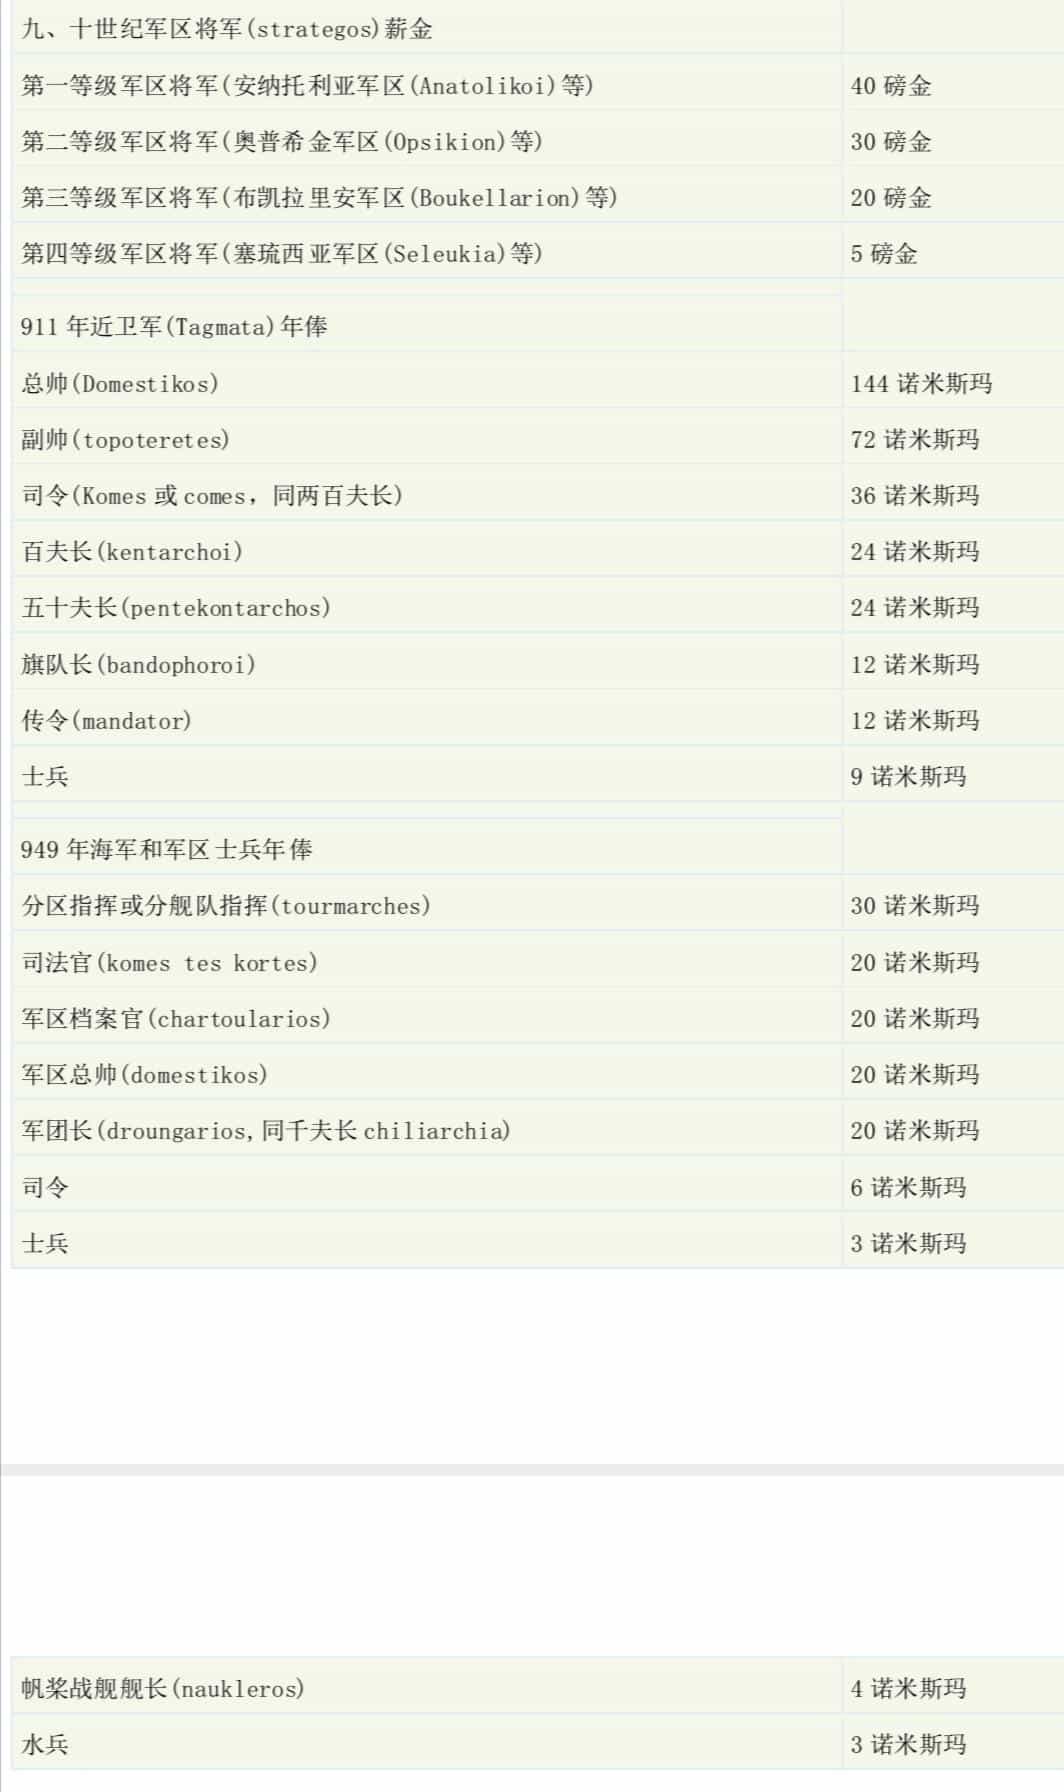 九、十世纪军区将军(strategos)薪金
第一等级军区将军(安纳托利亚军区(Anatolikoi)等) 40 磅金
第二等级军区将军(奥普希金军区(Opsikion)等) 30 磅金
第三等级军区将军(布凯拉里安军区(Boukellarion)等) 20 磅金
第四等级军区将军(塞琉西亚军区(Seleukia)等) 5 磅金
911 年近卫军(Tagmata)年俸
总帅(Domestikos) 144 诺米斯玛
副帅(topoteretes) 72 诺米斯玛
司令(Komes 或 comes，同两百夫长) 36 诺米斯玛
百夫长(kentarchoi) 24 诺米斯玛
五十夫长(pentekontarchos) 24 诺米斯玛
旗队长(bandophoroi) 12 诺米斯玛
传令(mandator) 12 诺米斯玛
士兵 9 诺米斯玛
949 年海军和军区士兵年俸
分区指挥或分舰队指挥(tourmarches) 30 诺米斯玛
司法官(komes tes kortes) 20 诺米斯玛
军区档案官(chartoularios) 20 诺米斯玛
军区总帅(domestikos) 20 诺米斯玛
军团长(droungarios,同千夫长 chiliarchia) 20 诺米斯玛
司令 6 诺米斯玛
士兵 3 诺米斯玛
帆桨战舰舰长(naukleros) 4 诺米斯玛
水兵 3 诺米斯玛